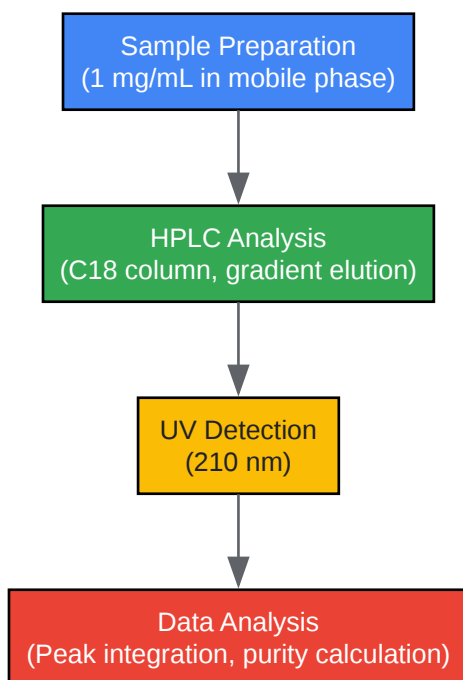 Sample Preparation
(1 mg/mL in mobile phase)
HPLC Analysis
(C18 column, gradient elution)
UV Detection
(210 nm)
Data Analysis
(Peak integration, purity calculation)